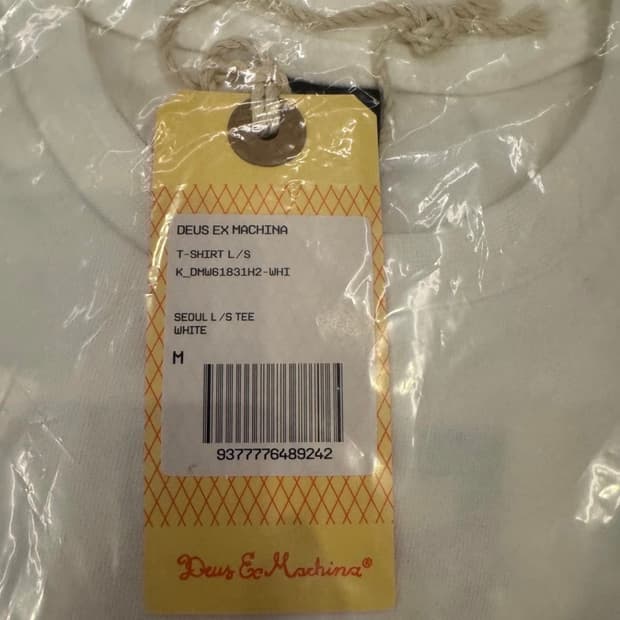 DEUS EX MACHINA
T-SHIRT L/S
K_DMW61831H2-WHI
SEOUL L/S TEE
WHITE
M
9377776489242
Deus Ex Machina®